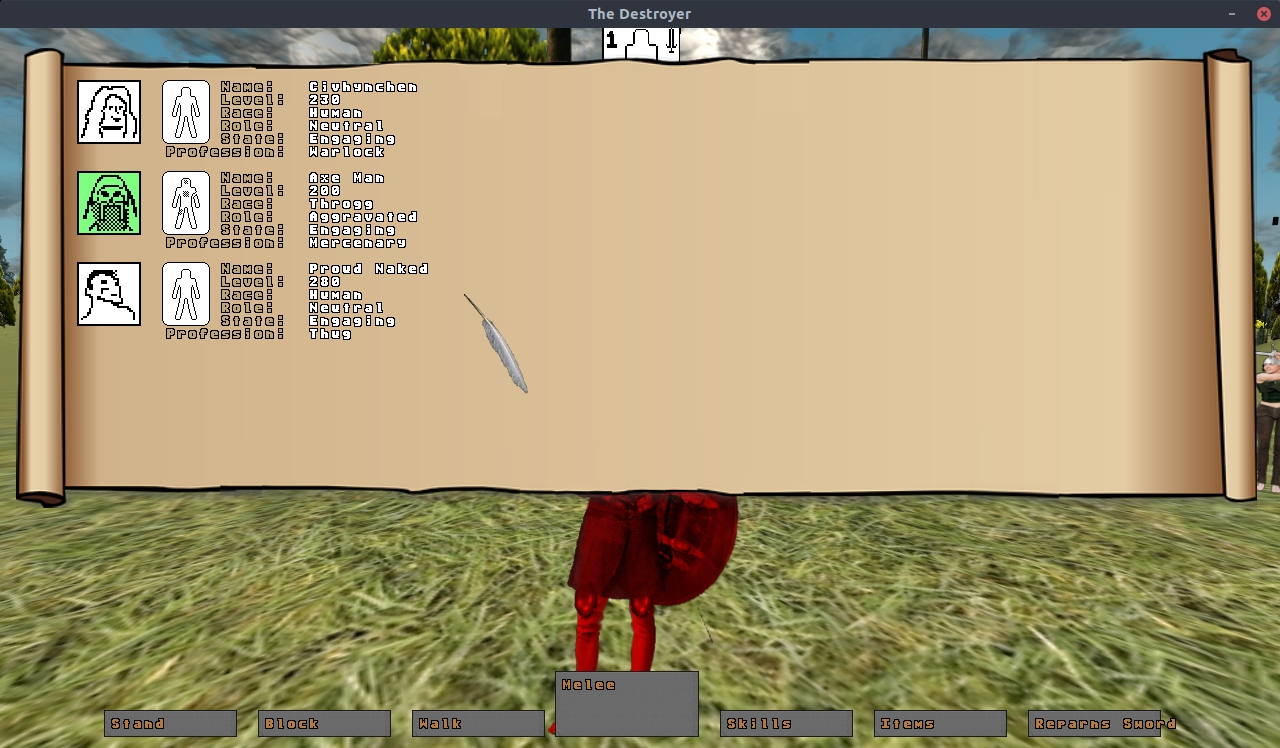 The Destroyer
1
Name: Civhynchen
Level: 230
Race: Human
Role: Neutral
State: Engaging
Profession: Warlock
Name: Axe Man
Level: 200
Race: Throgg
Role: Aggravated
State: Engaging
Profession: Mercenary
Name: Proud Naked
Level: 280
Race: Human
Role: Neutral
State: Engaging
Profession: Thug
Melee
Stand
Block
Walk
Skills
Items
Reparns Sword